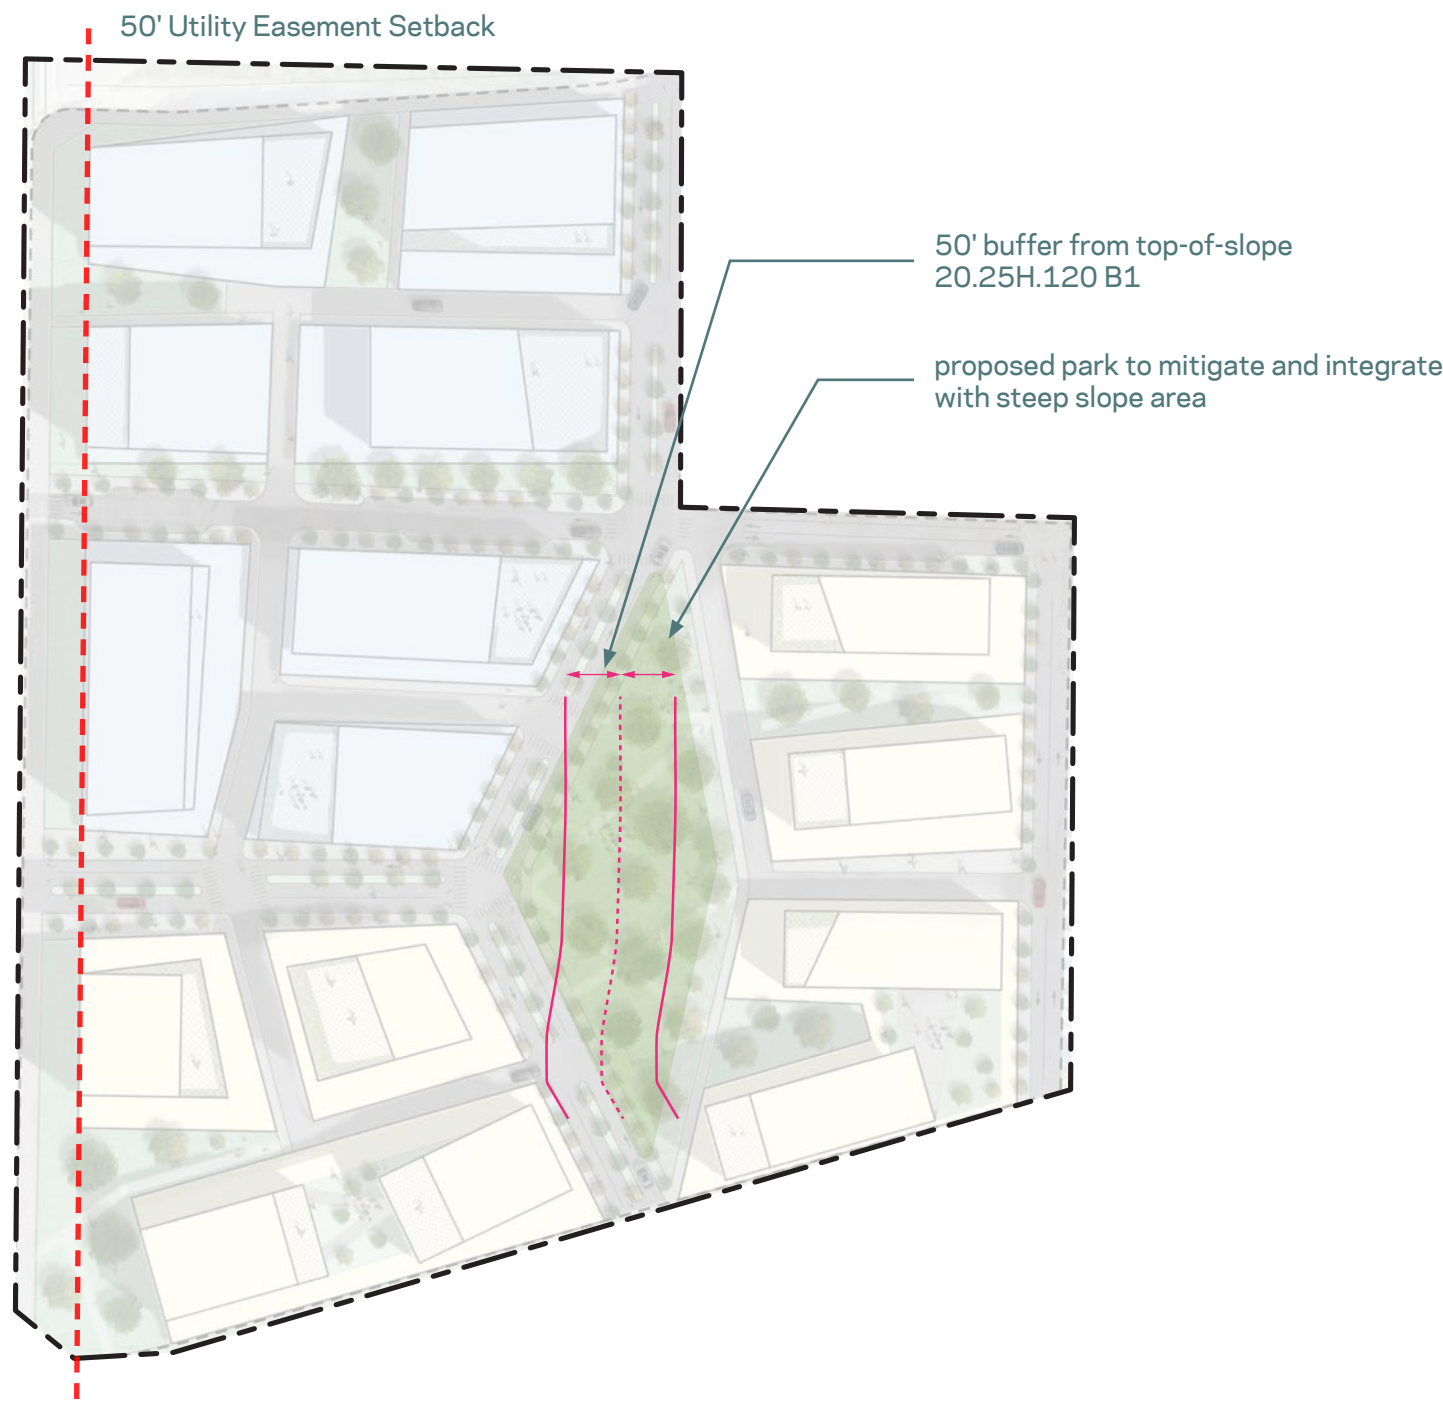 50' Utility Easement Setback
50' buffer from top-of-slope
20.25H.120 B1
proposed park to mitigate and integrate
with steep slope area